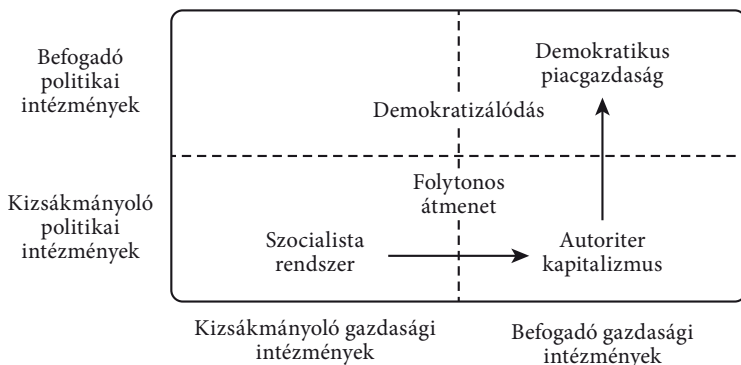 Befogadó
politikai
intézmények
Demokratikus
piacgazdaság
Demokratizálódás
Kizsákmányoló
politikai
intézmények
Folytonos
átmenet
Szocialista
rendszer
Autoriter
kapitalizmus
Kizsákmányoló gazdasági
intézmények
Befogadó gazdasági
intézmények